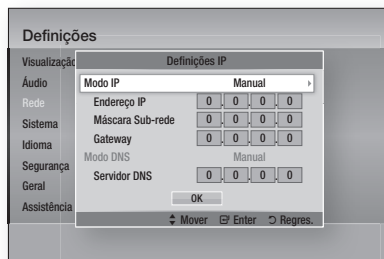 Definições
Visualização
Definições IP
Áudio
Modo IP Manual
Rede
Endereço IP 0 . 0 . 0 . 0
Sistema
Máscara Sub-rede 0 . 0 . 0 . 0
Idioma
Gateway 0 . 0 . 0 . 0
Segurança
Modo DNS Manual
Geral
Servidor DNS 0 . 0 . 0 . 0
Assistência
OK
Mover Enter Regres.